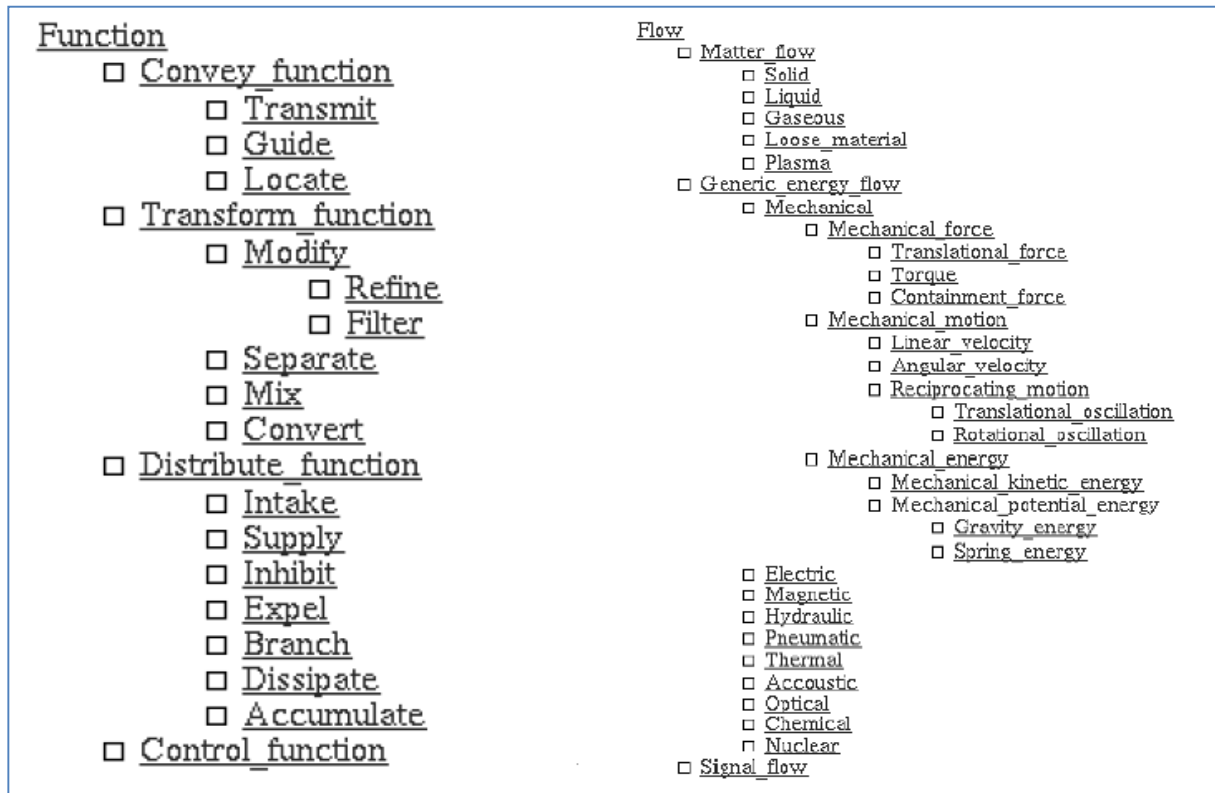 Function
Convey_function
Transmit
Guide
Locate
Transform_function
Modify
Refine
Filter
Separate
Mix
Convert
Distribute_function
Intake
Supply
Inhibit
Expel
Branch
Dissipate
Accumulate
Control_function
Flow
Matter_flow
Solid
Liquid
Gaseous
Loose_material
Plasma
Generic_energy_flow
Mechanical
Mechanical_force
Translational_force
Torque
Containment_force
Mechanical_motion
Linear_velocity
Angular_velocity
Reciprocating_motion
Translational_oscillation
Rotational_oscillation
Mechanical_energy
Mechanical_kinetic_energy
Mechanical_potential_energy
Gravity_energy
Spring_energy
Electric
Magnetic
Hydraulic
Pneumatic
Thermal
Accoustic
Optical
Chemical
Nuclear
Signal_flow